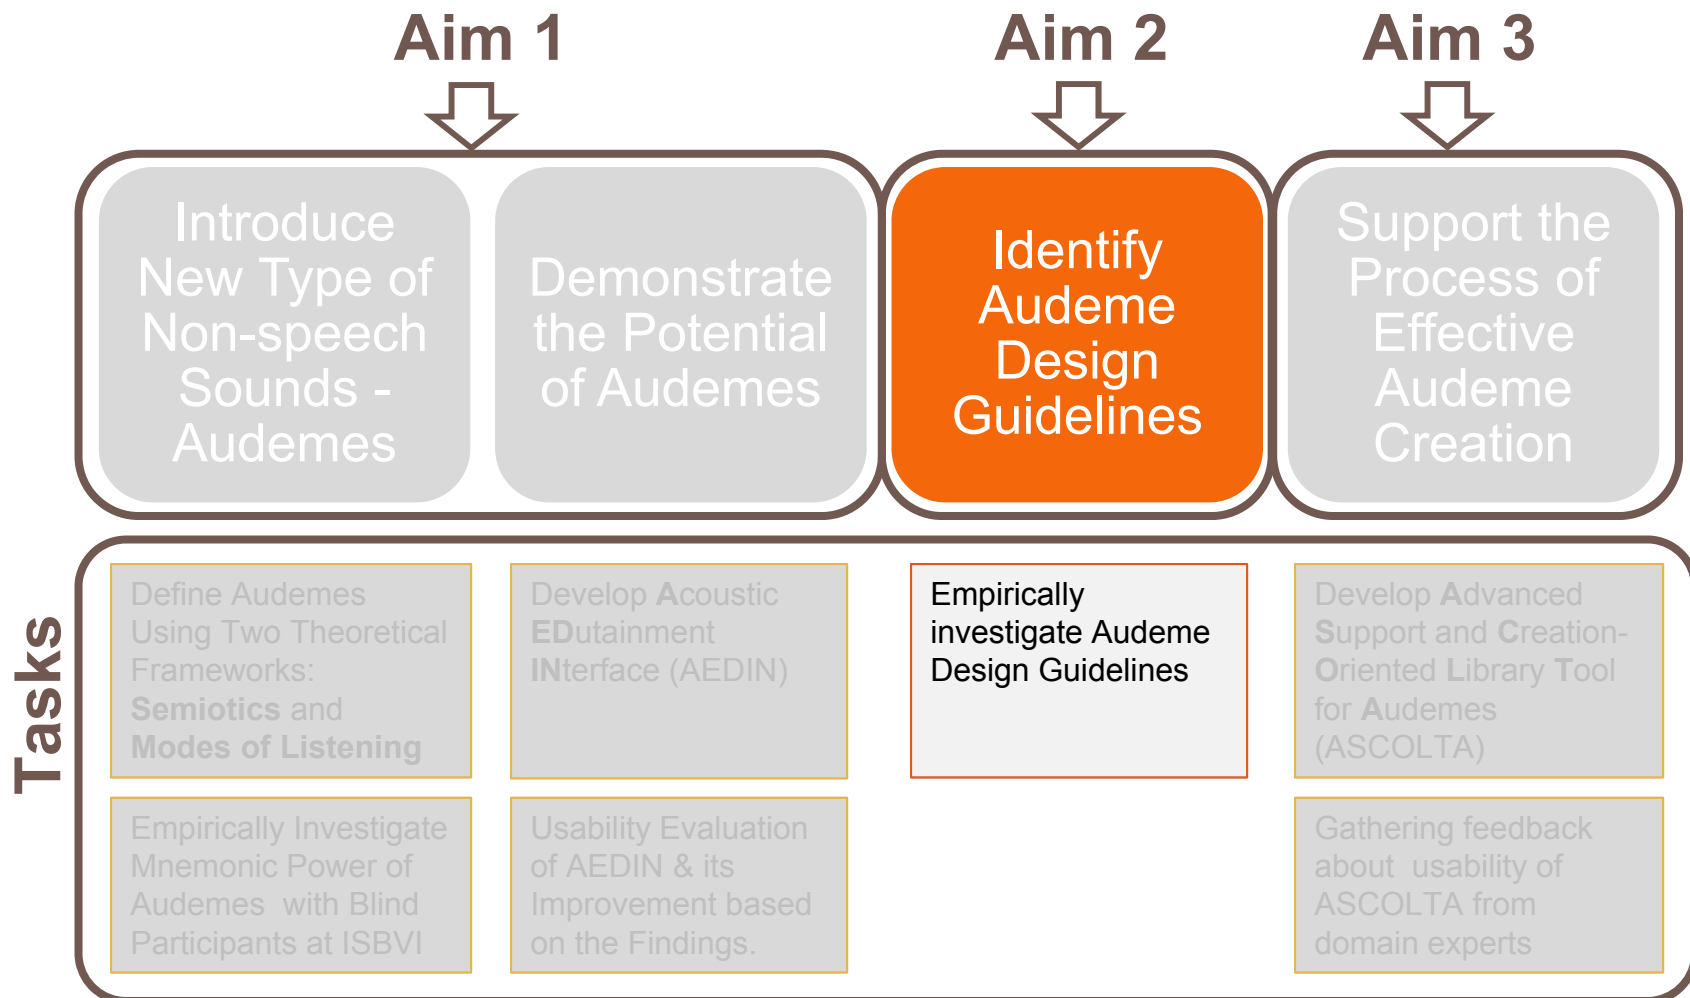 Aim 1
Aim 2
Aim 3
Introduce
New Type of
Non-speech
Sounds -
Audemes
Demonstrate
the Potential
of Audemes
Identify
Audeme
Design
Guidelines
Support the
Process of
Effective
Audeme
Creation
Tasks
Define Audemes
Using Two Theoretical
Frameworks:
Semiotics and
Modes of Listening
Develop Acoustic
EDutainment
INterface (AEDIN)
Empirically
investigate Audeme
Design Guidelines
Develop Advanced
Support and Creation-
Oriented Library Tool
for Audemes
(ASCOLTA)
Empirically Investigate
Mnemonic Power of
Audemes with Blind
Participants at ISBVI
Usability Evaluation
of AEDIN & its
Improvement based
on the Findings.
Gathering feedback
about usability of
ASCOLTA from
domain experts